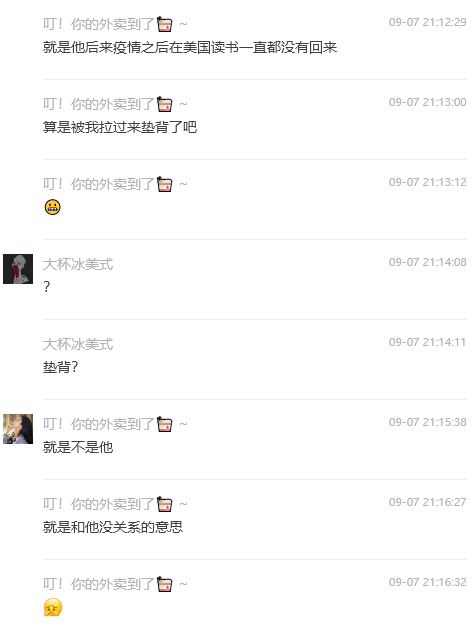 叮！你的外卖到了 ~ 09-07 21:12:29
就是他后来疫情之后在美国读书一直都没有回来
叮！你的外卖到了 ~ 09-07 21:13:00
算是被我拉过来垫背了吧
叮！你的外卖到了 ~ 09-07 21:13:12
😬
大杯冰美式 09-07 21:14:08
？
大杯冰美式 09-07 21:14:11
垫背？
叮！你的外卖到了 ~ 09-07 21:15:38
就是不是他
叮！你的外卖到了 ~ 09-07 21:16:27
就是和他没关系的意思
叮！你的外卖到了 ~ 09-07 21:16:32